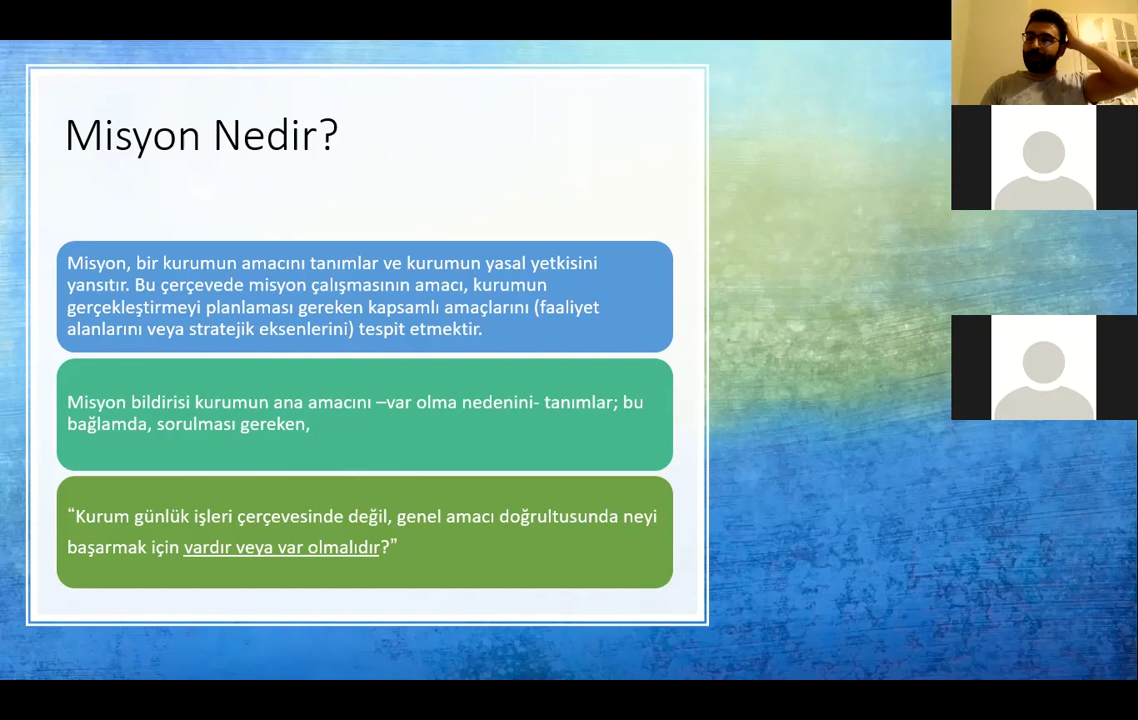 Misyon Nedir?
Misyon, bir kurumun amacını tanımlar ve kurumun yasal yetkisini
yansıtır. Bu çerçevede misyon çalışmasının amacı, kurumun
gerçekleştirmeyi planlaması gereken kapsamlı amaçlarını (faaliyet
alanlarını veya stratejik eksenlerini) tespit etmektir.
Misyon bildirisi kurumun ana amacını –var olma nedenini- tanımlar; bu
bağlamda, sorulması gereken,
“Kurum günlük işleri çerçevesinde değil, genel amacı doğrultusunda neyi
başarmak için vardır veya var olmalıdır?”